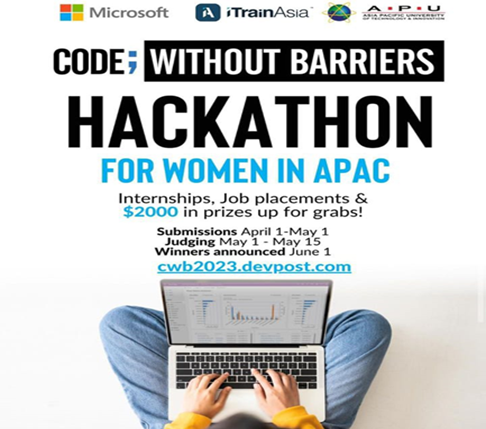 Microsoft iTrainAsia A·P·U
ASIA PACIFIC UNIVERSITY
OF TECHNOLOGY & INNOVATION
CODE; WITHOUT BARRIERS
HACKATHON
FOR WOMEN IN APAC
Internships, Job placements &
$2000 in prizes up for grabs!
Submissions April 1-May 1
Judging May 1 - May 15
Winners announced June 1
cwb2023.devpost.com